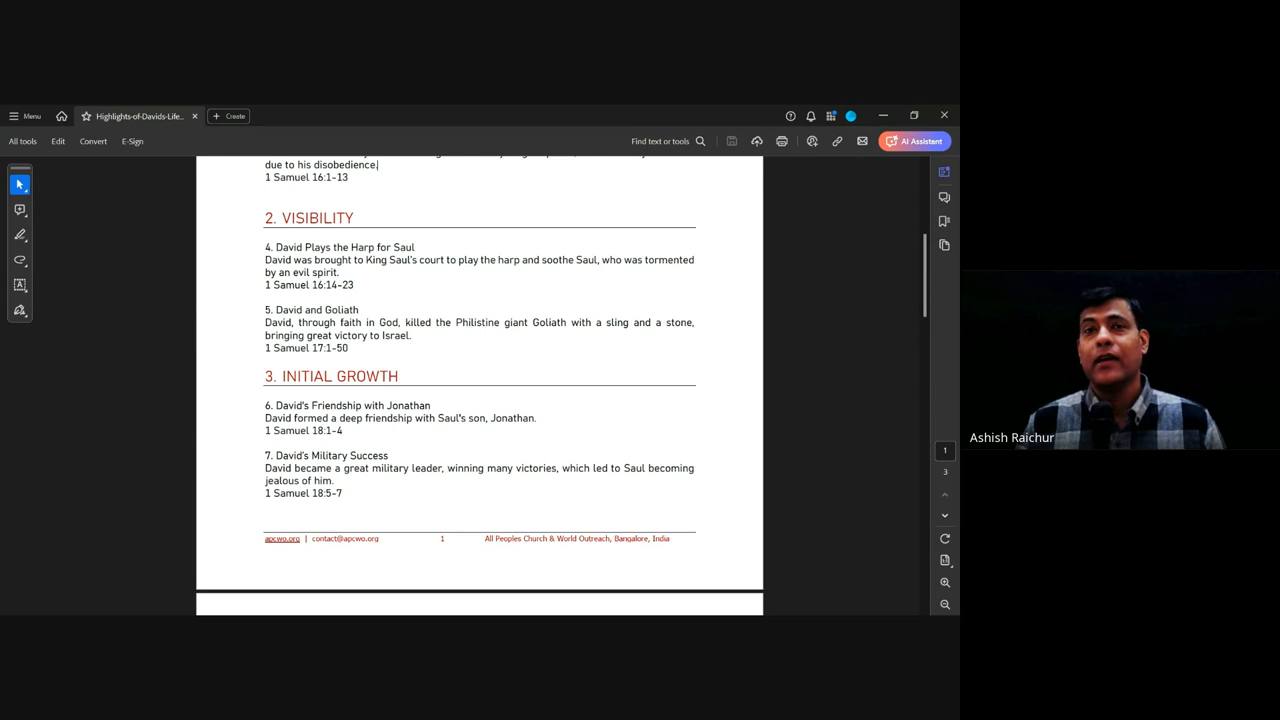 Menu
Highlights-of-Davids-Life...
Create
All tools
Edit
Convert
E-Sign
Find text or tools
AI Assistant
due to his disobedience.
1 Samuel 16:1-13
2. VISIBILITY
4. David Plays the Harp for Saul
David was brought to King Saul's court to play the harp and soothe Saul, who was tormented
by an evil spirit.
1 Samuel 16:14-23
5. David and Goliath
David, through faith in God, killed the Philistine giant Goliath with a sling and a stone,
bringing great victory to Israel.
1 Samuel 17:1-50
3. INITIAL GROWTH
6. David's Friendship with Jonathan
David formed a deep friendship with Saul's son, Jonathan.
1 Samuel 18:1-4
7. David's Military Success
David became a great military leader, winning many victories, which led to Saul becoming
jealous of him.
1 Samuel 18:5-7
apcwo.org | contact@apcwo.org 1 All Peoples Church & World Outreach, Bangalore, India
1
3
Ashish Raichur